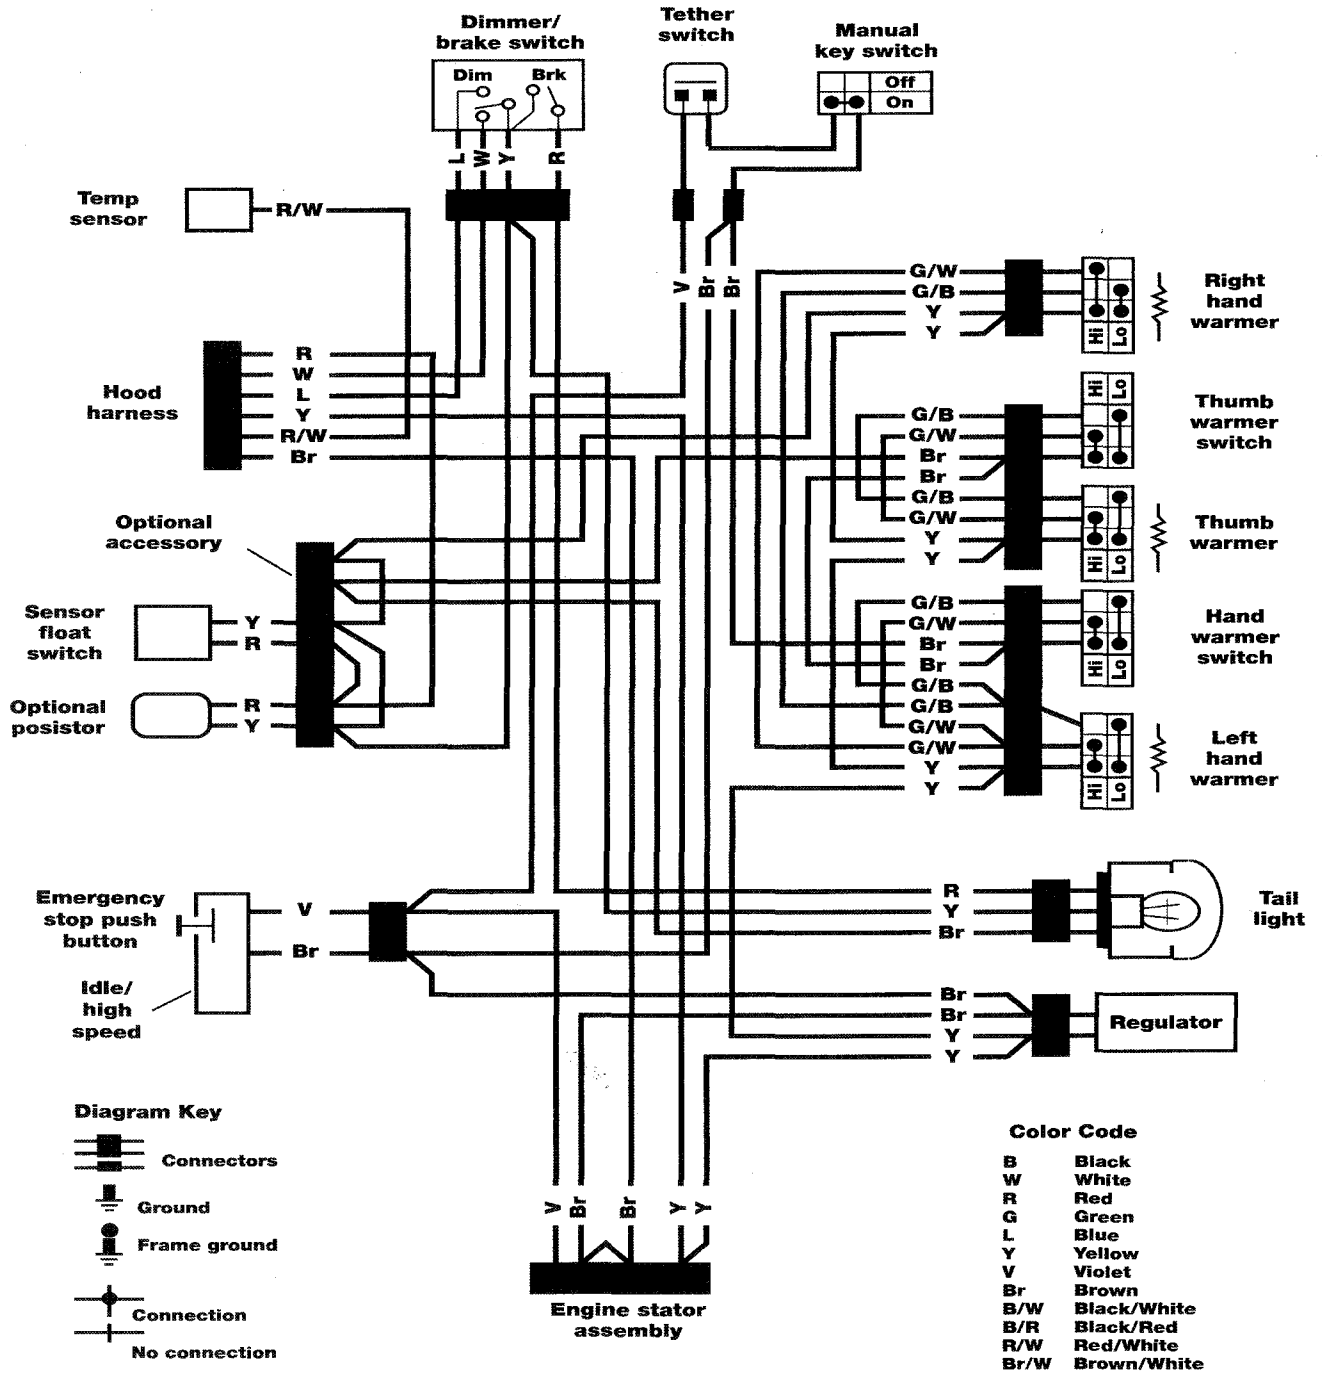 Dimmer/
brake switch
Dim
Brk
L
W
Y
R
Tether
switch
Manual
key switch
Off
On
Temp
sensor
R/W
V
Br
Br
Hood
harness
R
W
L
Y
R/W
Br
G/W
G/B
Y
Y
Hi
Lo
Right
hand
warmer
Hi
Lo
G/B
G/W
Br
Br
G/B
G/W
Y
Y
Thumb
warmer
switch
Thumb
warmer
Hi
Lo
Optional
accessory
Sensor
float
switch
Y
R
Optional
posistor
R
Y
G/B
G/W
Br
Br
G/B
G/B
G/W
G/W
Y
Y
Hand
warmer
switch
Hi
Lo
Left
hand
warmer
Hi
Lo
Emergency
stop push
button
V
Br
Idle/
high
speed
R
Y
Br
Tail
light
Br
Br
Y
Y
Regulator
Diagram Key
Connectors
Ground
Frame ground
Connection
No connection
V
Br
Br
Y
Y
Engine stator
assembly
Color Code
B Black
W White
R Red
G Green
L Blue
Y Yellow
V Violet
Br Brown
B/W Black/White
B/R Black/Red
R/W Red/White
Br/W Brown/White